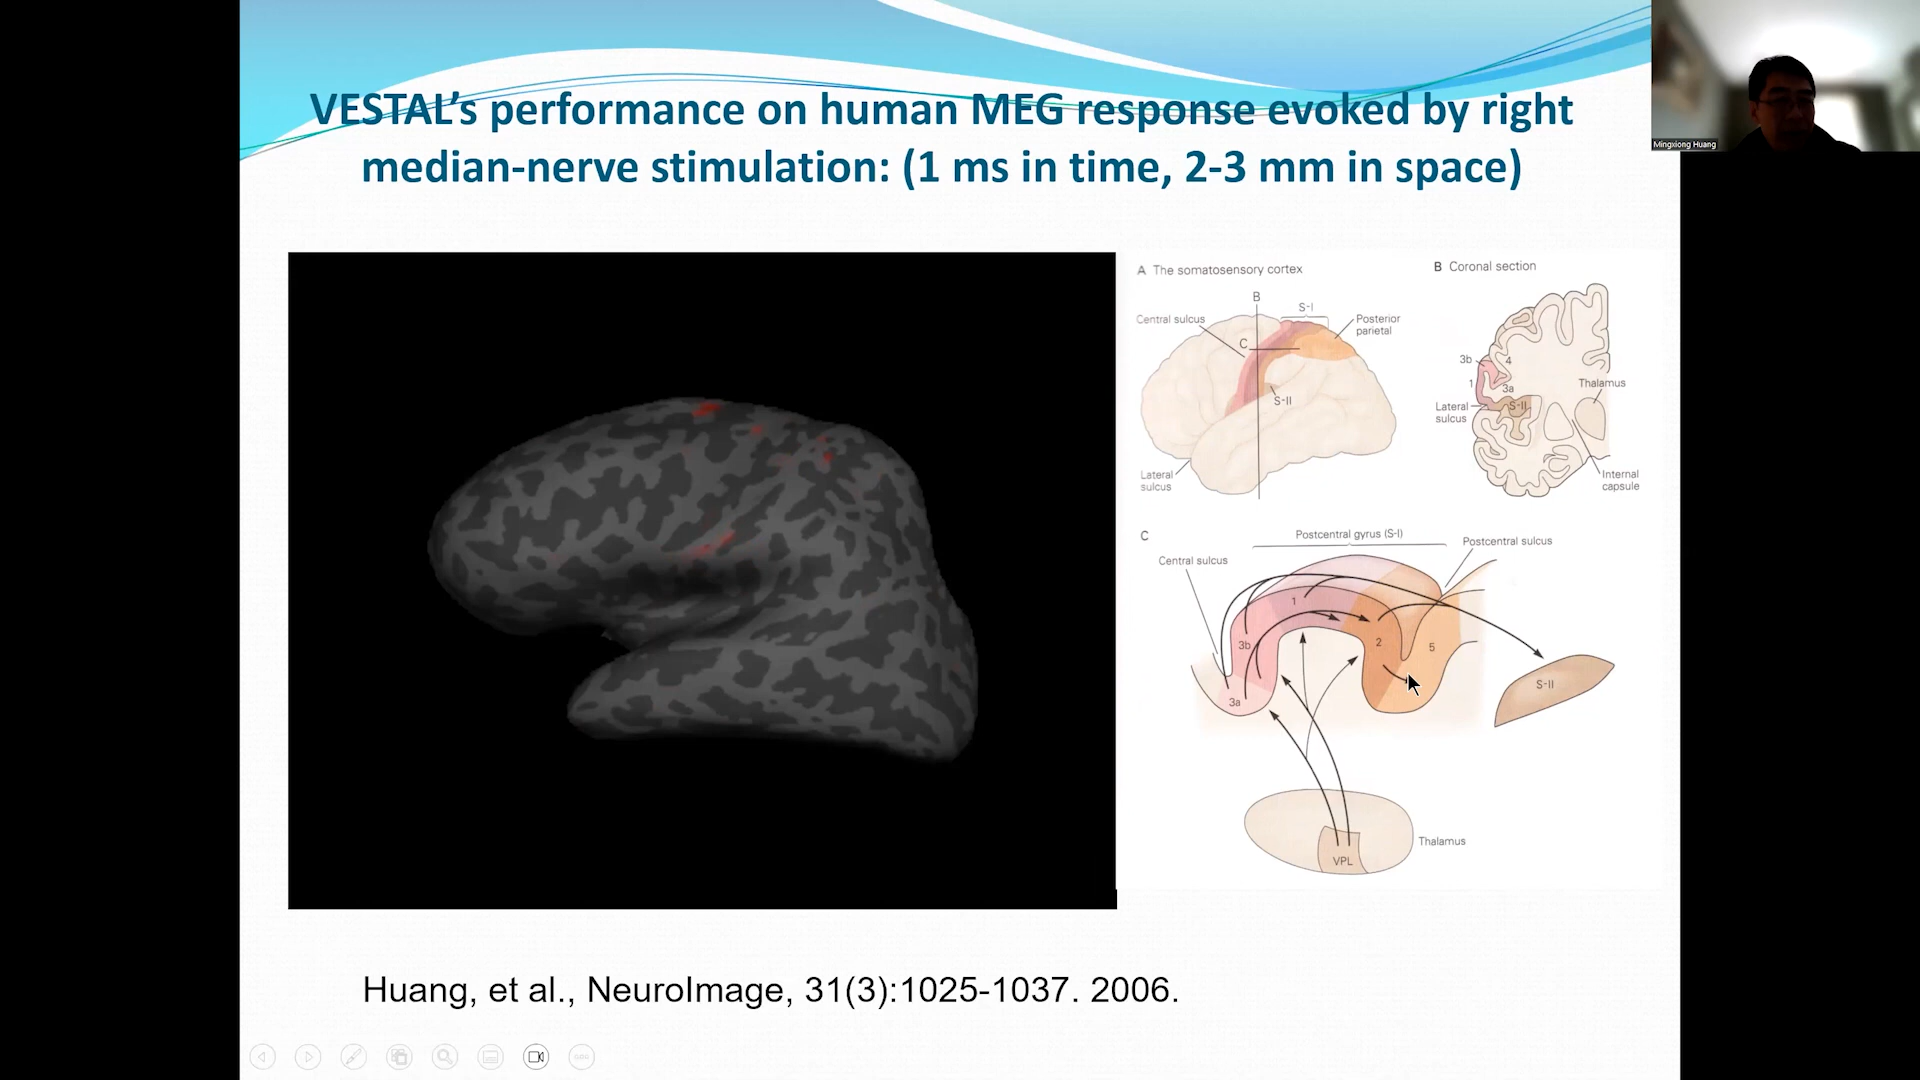 VESTAL's performance on human MEG response evoked by right
median-nerve stimulation: (1 ms in time, 2-3 mm in space)
Mingxiong Huang
A The somatosensory cortex
B
S-I
Central sulcus
Posterior
parietal
C
S-II
Lateral
sulcus
B Coronal section
3b
4
1
3a
Thalamus
Lateral
sulcus
S-II
Internal
capsule
C
Postcentral gyrus (S-I)
Postcentral sulcus
Central sulcus
1
3b
2
5
3a
S-II
Thalamus
VPL
Huang, et al., NeuroImage, 31(3):1025-1037. 2006.